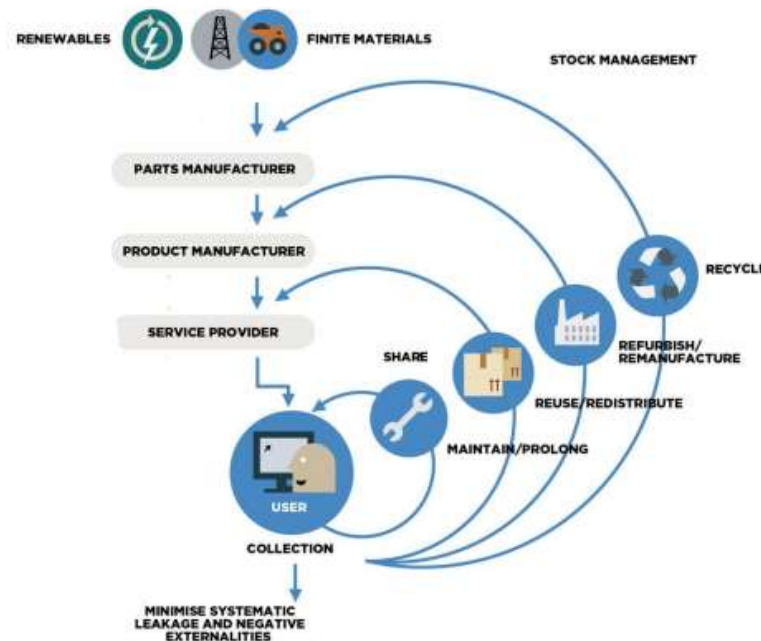 RENEWABLES
FINITE MATERIALS
STOCK MANAGEMENT
PARTS MANUFACTURER
PRODUCT MANUFACTURER
RECYCLE
SERVICE PROVIDER
SHARE
REFURBISH/
REMANUFACTURE
REUSE/REDISTRIBUTE
MAINTAIN/PROLONG
USER
COLLECTION
MINIMISE SYSTEMATIC
LEAKAGE AND NEGATIVE
EXTERNALITIES